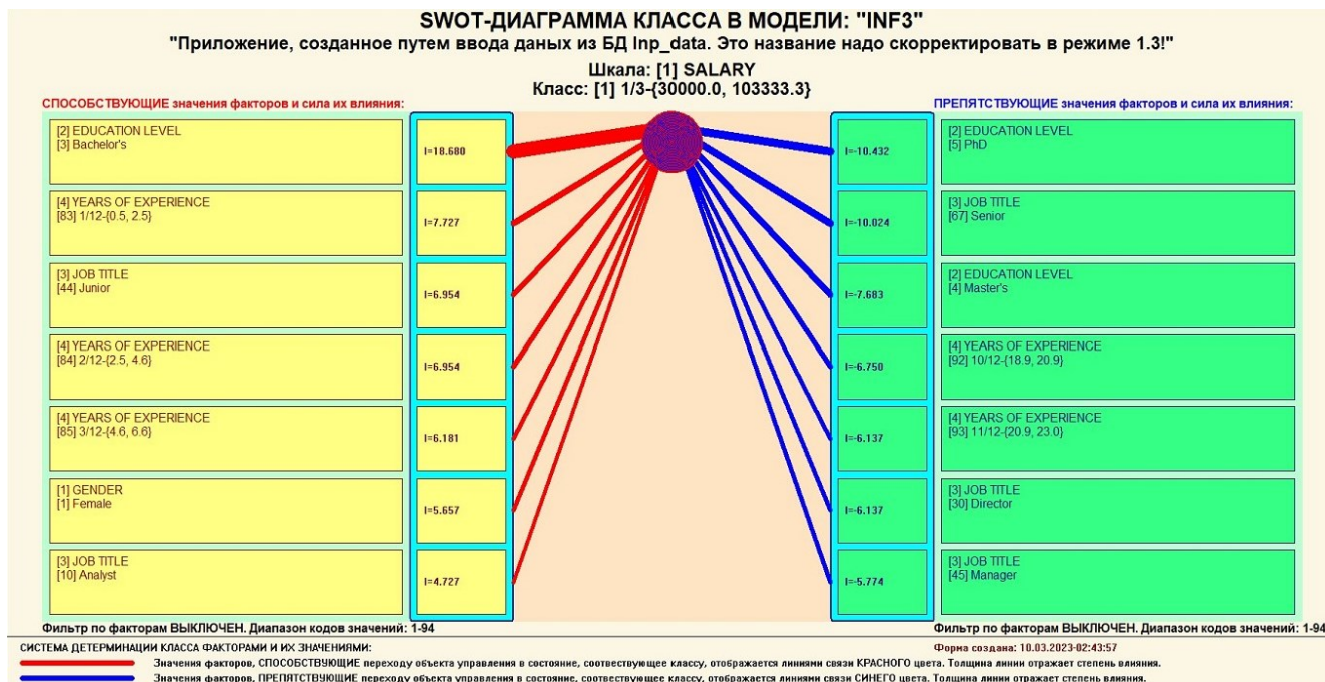 SWOT-ДИАГРАММА КЛАССА В МОДЕЛИ: "INF3"
"Приложение, созданное путем ввода даных из БД Inp_data. Это название надо скорректировать в режиме 1.3!"
Шкала: [1] SALARY
Класс: [1] 1/3-{30000.0, 103333.3}
СПОСОБСТВУЮЩИЕ значения факторов и сила их влияния:
[2] EDUCATION LEVEL
[3] Bachelor's
I=18.680
[4] YEARS OF EXPERIENCE
[83] 1/12-{0.5, 2.5}
I=7.727
[3] JOB TITLE
[44] Junior
I=6.954
[4] YEARS OF EXPERIENCE
[84] 2/12-{2.5, 4.6}
I=6.954
[4] YEARS OF EXPERIENCE
[85] 3/12-{4.6, 6.6}
I=6.181
[1] GENDER
[1] Female
I=5.657
[3] JOB TITLE
[10] Analyst
I=4.727
Фильтр по факторам ВЫКЛЮЧЕН. Диапазон кодов значений: 1-94
ПРЕПЯТСТВУЮЩИЕ значения факторов и сила их влияния:
I=-10.432
[2] EDUCATION LEVEL
[5] PhD
I=-10.024
[3] JOB TITLE
[67] Senior
I=-7.683
[2] EDUCATION LEVEL
[4] Master's
I=-6.750
[4] YEARS OF EXPERIENCE
[92] 10/12-{18.9, 20.9}
I=-6.137
[4] YEARS OF EXPERIENCE
[93] 11/12-{20.9, 23.0}
I=-6.137
[3] JOB TITLE
[30] Director
I=-5.774
[3] JOB TITLE
[45] Manager
Фильтр по факторам ВЫКЛЮЧЕН. Диапазон кодов значений: 1-94
СИСТЕМА ДЕТЕРМИНАЦИИ КЛАССА ФАКТОРАМИ И ИХ ЗНАЧЕНИЯМИ:
Форма создана: 10.03.2023-02:43:57
Значения факторов, СПОСОБСТВУЮЩИЕ переходу объекта управления в состояние, соотвествующее классу, отображается линиями связи КРАСНОГО цвета. Толщина линии отражает степень влияния.
Значения факторов, ПРЕПЯТСТВУЮЩИЕ переходу объекта управления в состояние, соотвествующее классу, отображается линиями связи СИНЕГО цвета. Толщина линии отражает степень влияния.